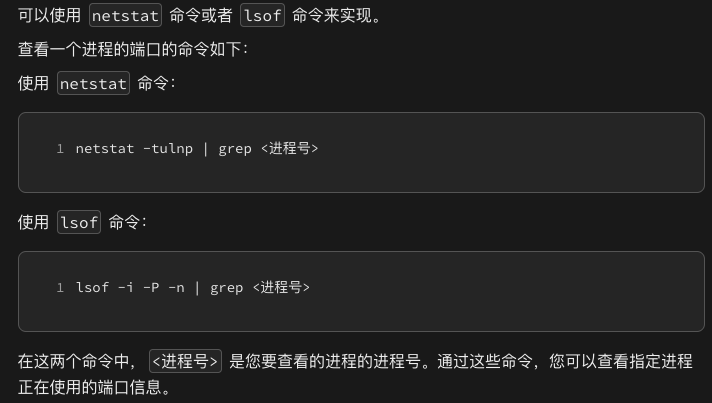 可以使用 netstat 命令或者 lsof 命令来实现。
查看一个进程的端口的命令如下：
使用 netstat 命令：
1 netstat -tulnp | grep <进程号>
使用 lsof 命令：
1 lsof -i -P -n | grep <进程号>
在这两个命令中， <进程号> 是您要查看的进程的进程号。通过这些命令，您可以查看指定进程
正在使用的端口信息。